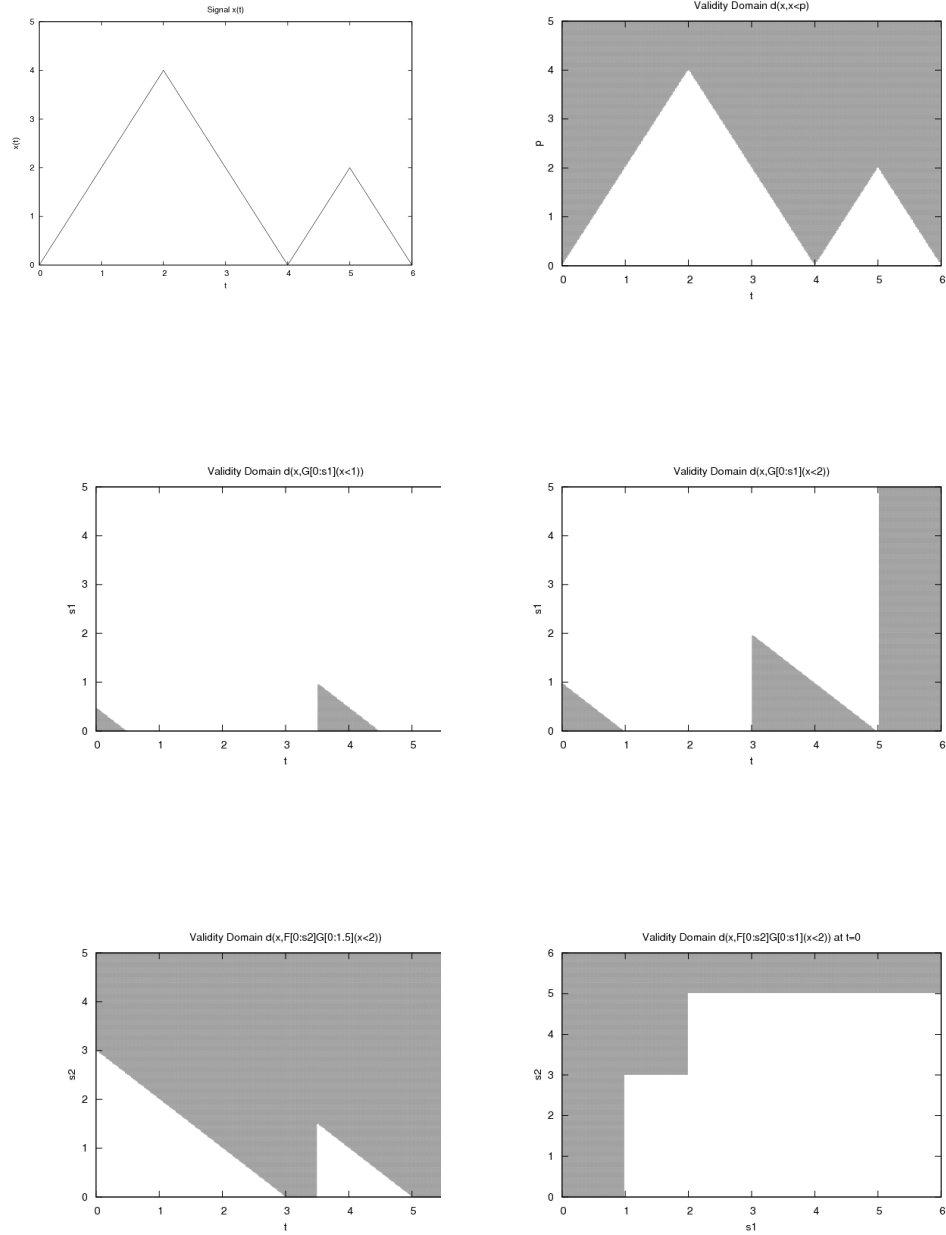 Signal x(t)
5
4
3
2
1
0
x(t)
0 1 2 3 4 5 6
t
Validity Domain d(x,x<p)
5
4
3
2
1
0
p
0 1 2 3 4 5 6
t
Validity Domain d(x,G[0:s1](x<1))
5
4
3
2
1
0
s1
0 1 2 3 4 5
t
Validity Domain d(x,G[0:s1](x<2))
5
4
3
2
1
0
s1
0 1 2 3 4 5 6
t
Validity Domain d(x,F[0:s2]G[0:1.5](x<2))
5
4
3
2
1
0
s2
0 1 2 3 4 5
t
Validity Domain d(x,F[0:s2]G[0:s1](x<2)) at t=0
6
5
4
3
2
1
0
s2
0 1 2 3 4 5 6
s1